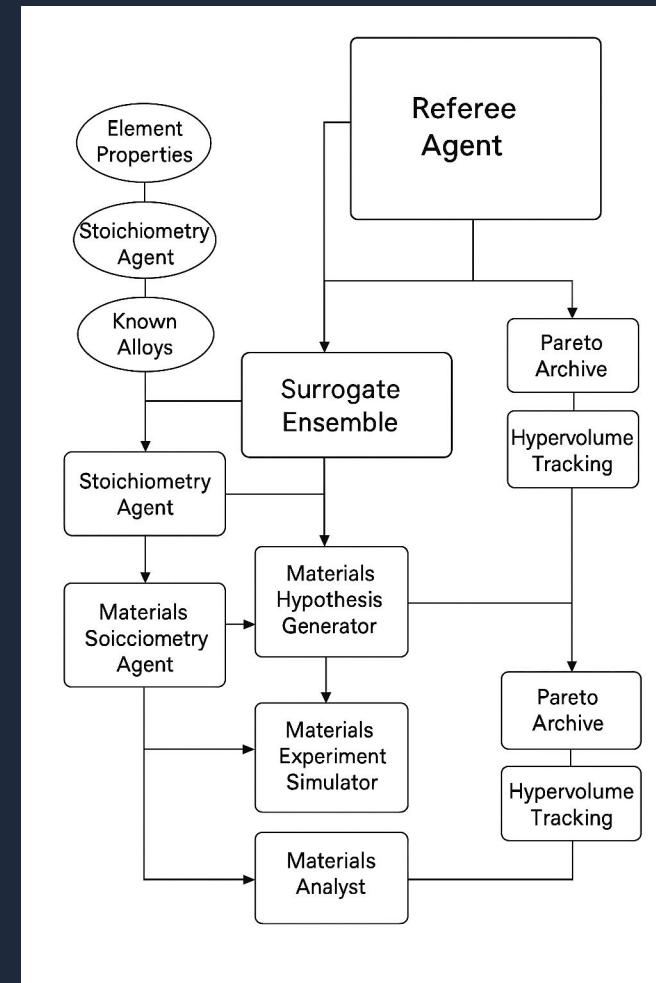 Referee
Agent
Element
Properties
Stoichiometry
Agent
Known
Alloys
Surrogate
Ensemble
Pareto
Archive
Hypervolume
Tracking
Stoichiometry
Agent
Materials
Hypothesis
Generator
Materials
Soicciometry
Agent
Materials
Experiment
Simulator
Pareto
Archive
Hypervolume
Tracking
Materials
Analyst